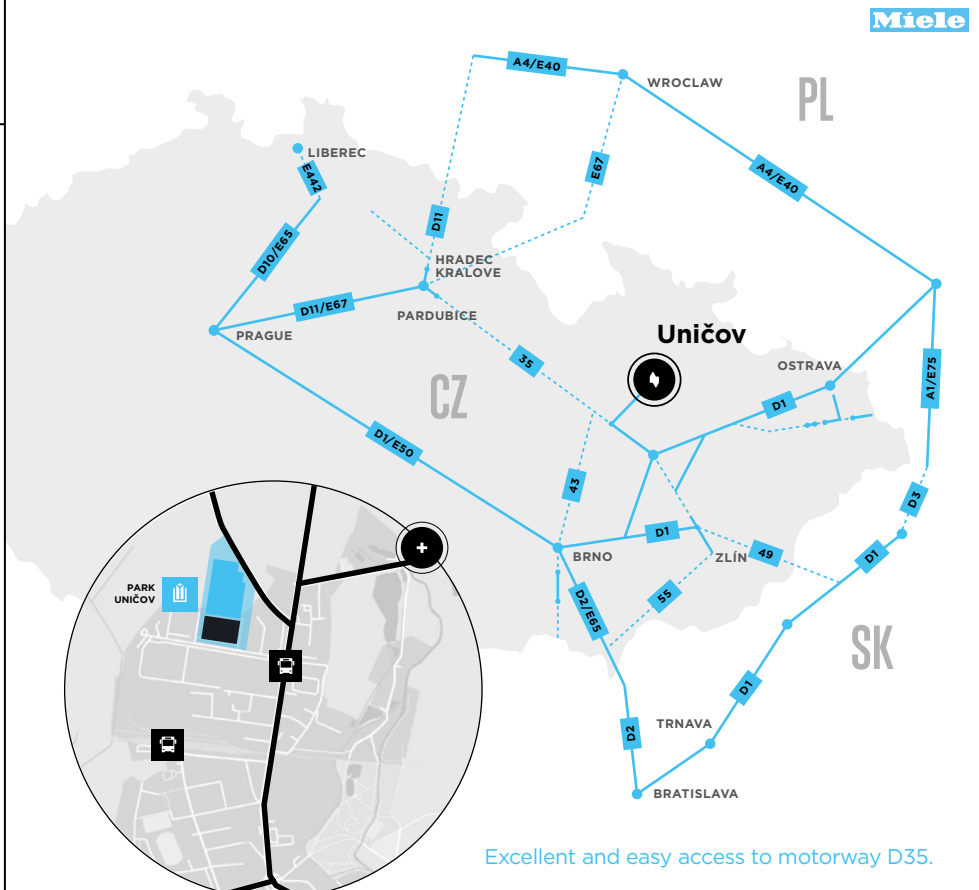 Miele
A4/E40
WROCLAW
PL
LIBEREC
E442
E67
A4/E40
D11
D10/E65
HRADEC
KRALOVE
D11/E67
PARDUBICE
PRAGUE
Uničov
35
OSTRAVA
A1/E75
CZ
D1
D1/E50
43
D3
D1
BRNO
ZLÍN
49
D1
PARK
UNIČOV
55
D2/E65
SK
D1
TRNAVA
D2
BRATISLAVA
Excellent and easy access to motorway D35.